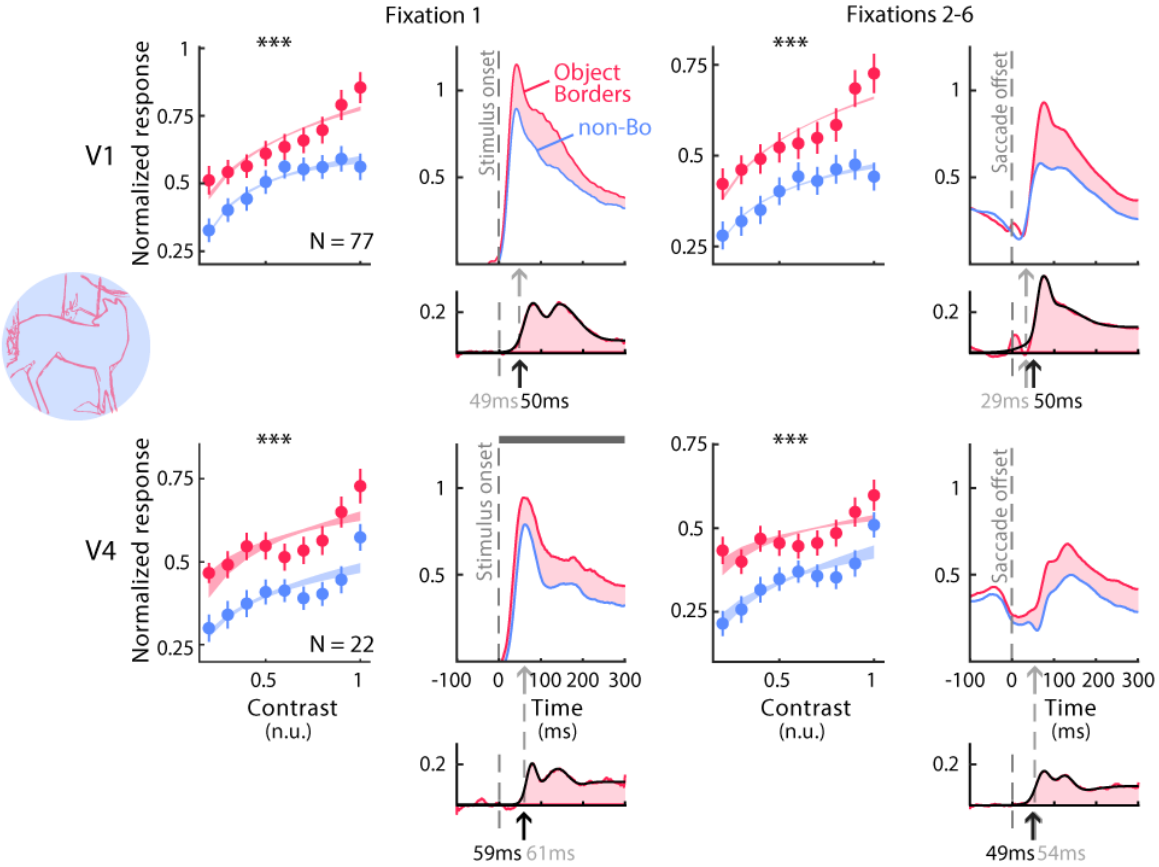 Fixation 1
Fixations 2-6
V1
Normalized response
***
1
0.75
0.5
0.25
N = 77
Stimulus onset
1
0.5
Object
Borders
non-Bo
***
0.75
0.5
0.25
Saccade offset
1
0.5
0.2
49ms 50ms
0.2
29ms 50ms
V4
Normalized response
***
0.75
0.5
0.25
N = 22
0.5 1
Contrast
(n.u.)
Stimulus onset
1
0.5
-100 0 100 200 300
Time
(ms)
***
0.75
0.5
0.25
0.5 1
Contrast
(n.u.)
Saccade offset
1
0.5
-100 0 100 200 300
Time
(ms)
0.2
59ms 61ms
0.2
49ms 54ms